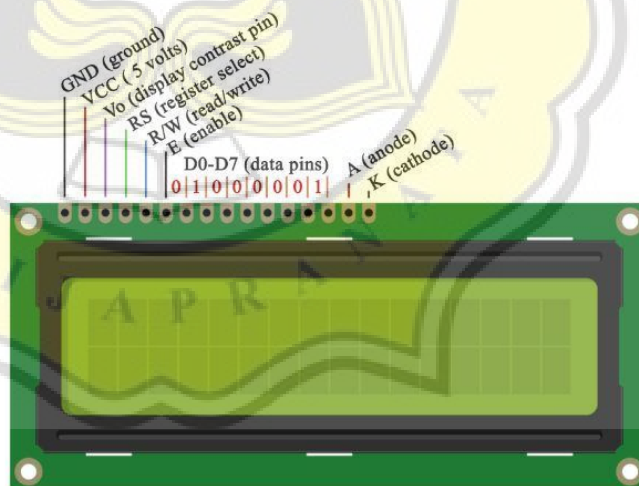 GND (ground)
VCC ( 5 volts)
Vo (display contrast pin)
RS (register select)
R/W (read/write)
E (enable)
D0-D7 (data pins)
0 1 0 0 0 0 0 1
A (anode)
K (cathode)
IJAPRANATA